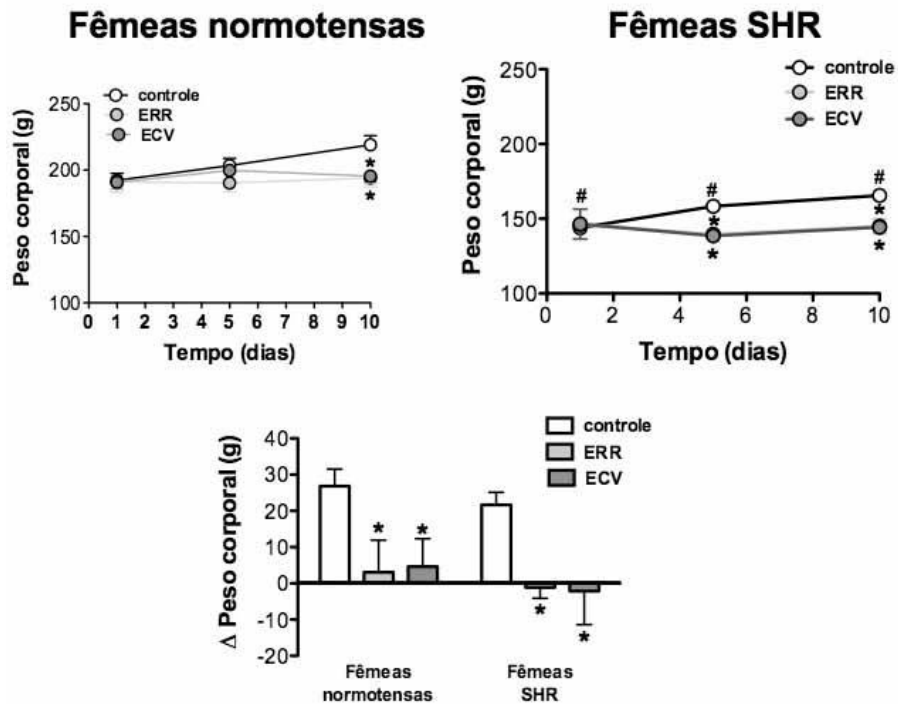 Fêmeas normotensas
Peso corporal (g)
250
200
150
100
controle
ERR
ECV
*
*
0 1 2 3 4 5 6 7 8 9 10
Tempo (dias)
Fêmeas SHR
Peso corporal (g)
250
200
150
100
controle
ERR
ECV
# # #
* *
* *
0 2 4 6 8 10
Tempo (dias)
Δ Peso corporal (g)
40
30
20
10
0
-10
-20
controle
ERR
ECV
* *
* *
Fêmeas
normotensas
Fêmeas
SHR